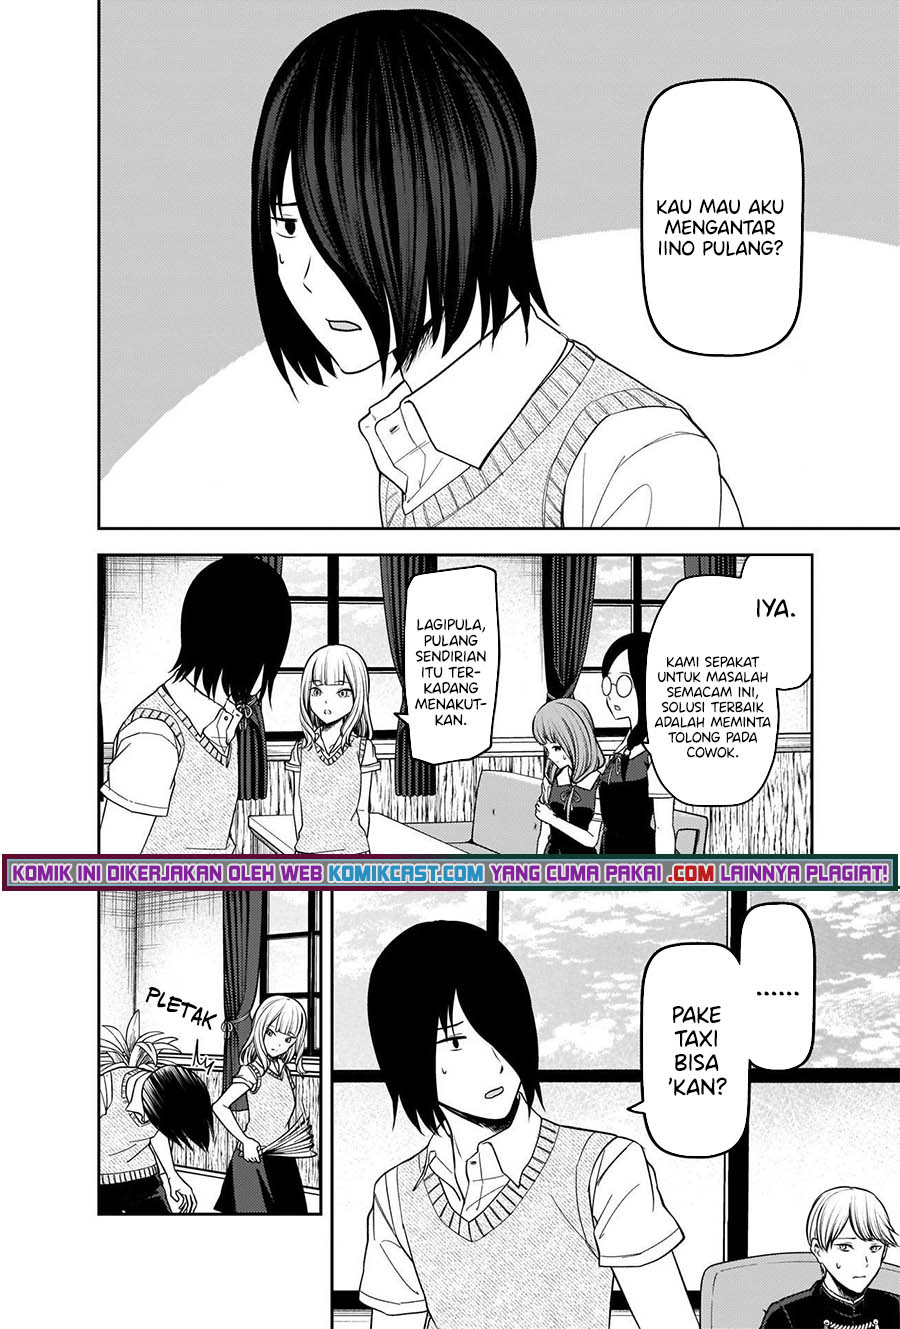 KAU MAU AKU
MENGANTAR
IINO PULANG?
IYA.
KAMI SEPAKAT
UNTUK MASALAH
SEMACAM INI,
SOLUSI TERBAIK
ADALAH MEMINTA
TOLONG PADA
COWOK.
LAGIPULA,
PULANG
SENDIRIAN
ITU TER-
KADANG
MENAKUT-
KAN.
KOMIK INI DIKERJAKAN OLEH WEB KOMIKCAST.COM YANG CUMA PAKAI .COM LAINNYA PLAGIAT!
......
PAKE
TAXI
BISA
'KAN?
PLETAK